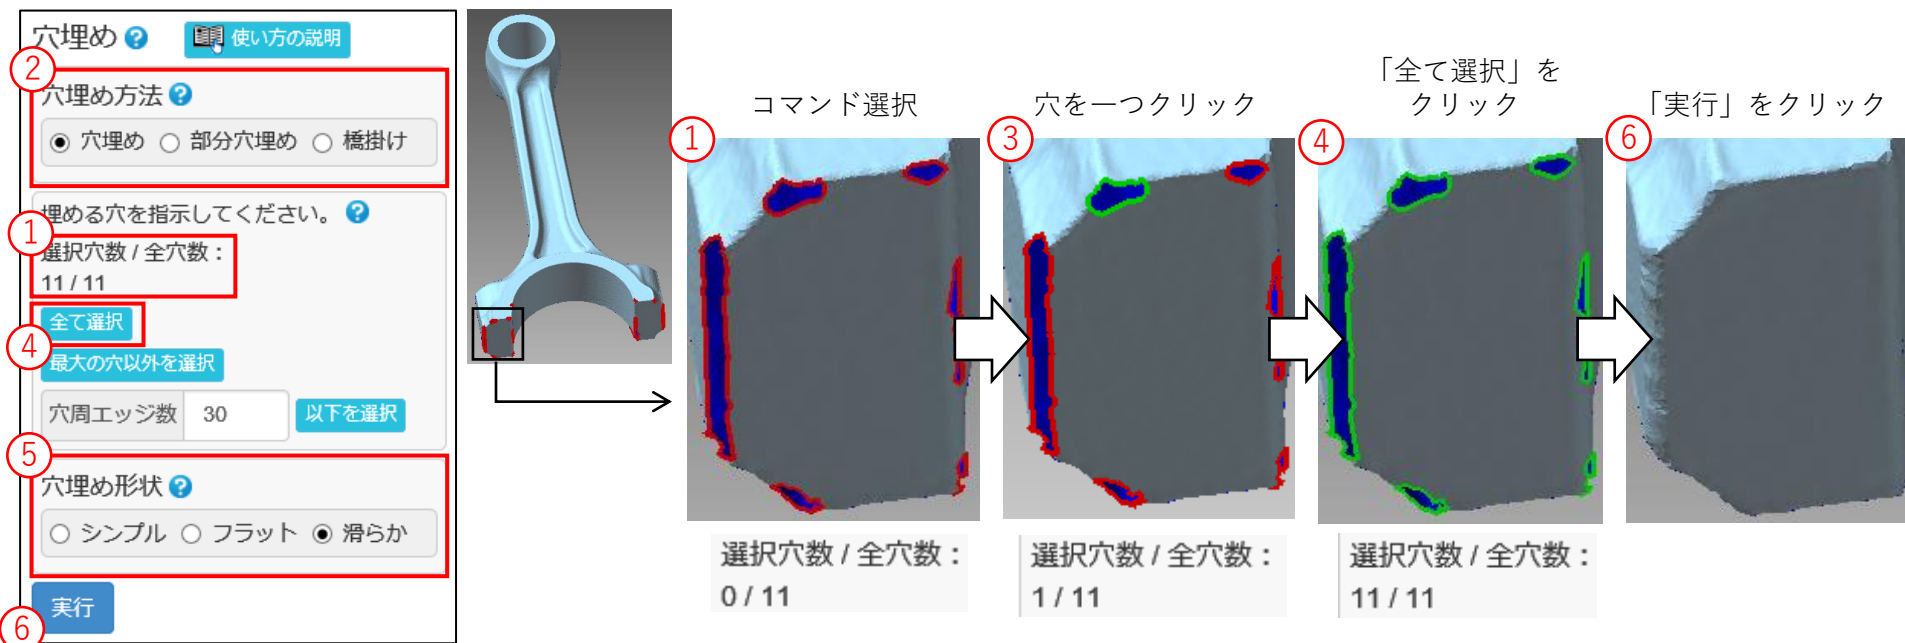 穴埋め ? 使い方の説明
②
穴埋め方法 ?
穴埋め 部分穴埋め 橋掛け
埋める穴を指示してください。 ?
①
選択穴数 / 全穴数：
11 / 11
全て選択
④
最大の穴以外を選択
穴周エッジ数 30 以下を選択
⑤
穴埋め形状 ?
シンプル フラット 滑らか
実行
⑥
コマンド選択
①
選択穴数 / 全穴数：
0 / 11
穴を一つクリック
③
選択穴数 / 全穴数：
1 / 11
「全て選択」を
クリック
④
選択穴数 / 全穴数：
11 / 11
「実行」をクリック
⑥